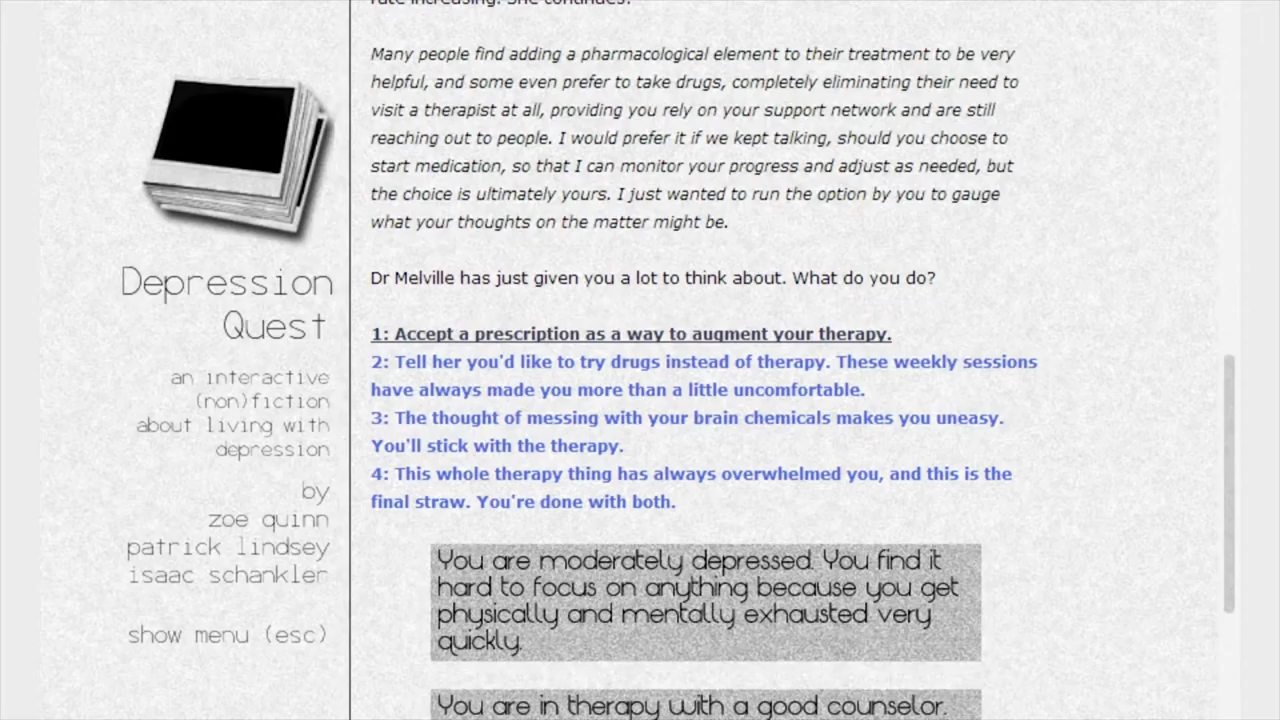 rate increasing. She continues:
Many people find adding a pharmacological element to their treatment to be very
helpful, and some even prefer to take drugs, completely eliminating their need to
visit a therapist at all, providing you rely on your support network and are still
reaching out to people. I would prefer it if we kept talking, should you choose to
start medication, so that I can monitor your progress and adjust as needed, but
the choice is ultimately yours. I just wanted to run the option by you to gauge
what your thoughts on the matter might be.
Dr Melville has just given you a lot to think about. What do you do?
1: Accept a prescription as a way to augment your therapy.
2: Tell her you'd like to try drugs instead of therapy. These weekly sessions
have always made you more than a little uncomfortable.
3: The thought of messing with your brain chemicals makes you uneasy.
You'll stick with the therapy.
4: This whole therapy thing has always overwhelmed you, and this is the
final straw. You're done with both.
You are moderately depressed. You find it
hard to focus on anything because you get
physically and mentally exhausted very
quickly.
You are in therapy with a good counselor.
Depression
Quest
an interactive
(non)fiction
about living with
depression
by
zoe quinn
patrick lindsey
isaac schankler
show menu (esc)